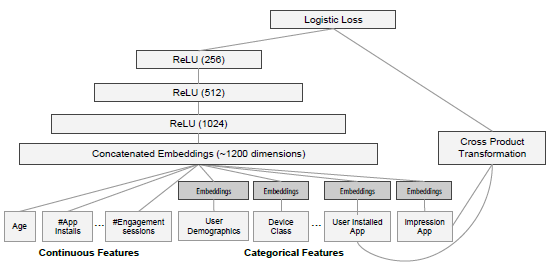 Logistic Loss
ReLU (256)
ReLU (512)
ReLU (1024)
Concatenated Embeddings (~1200 dimensions)
Cross Product
Transformation
Embeddings
Embeddings
Embeddings
Embeddings
Age
#App
Installs
...
#Engagement
sessions
User
Demographics
Device
Class
...
User Installed
App
Impression
App
Continuous Features
Categorical Features